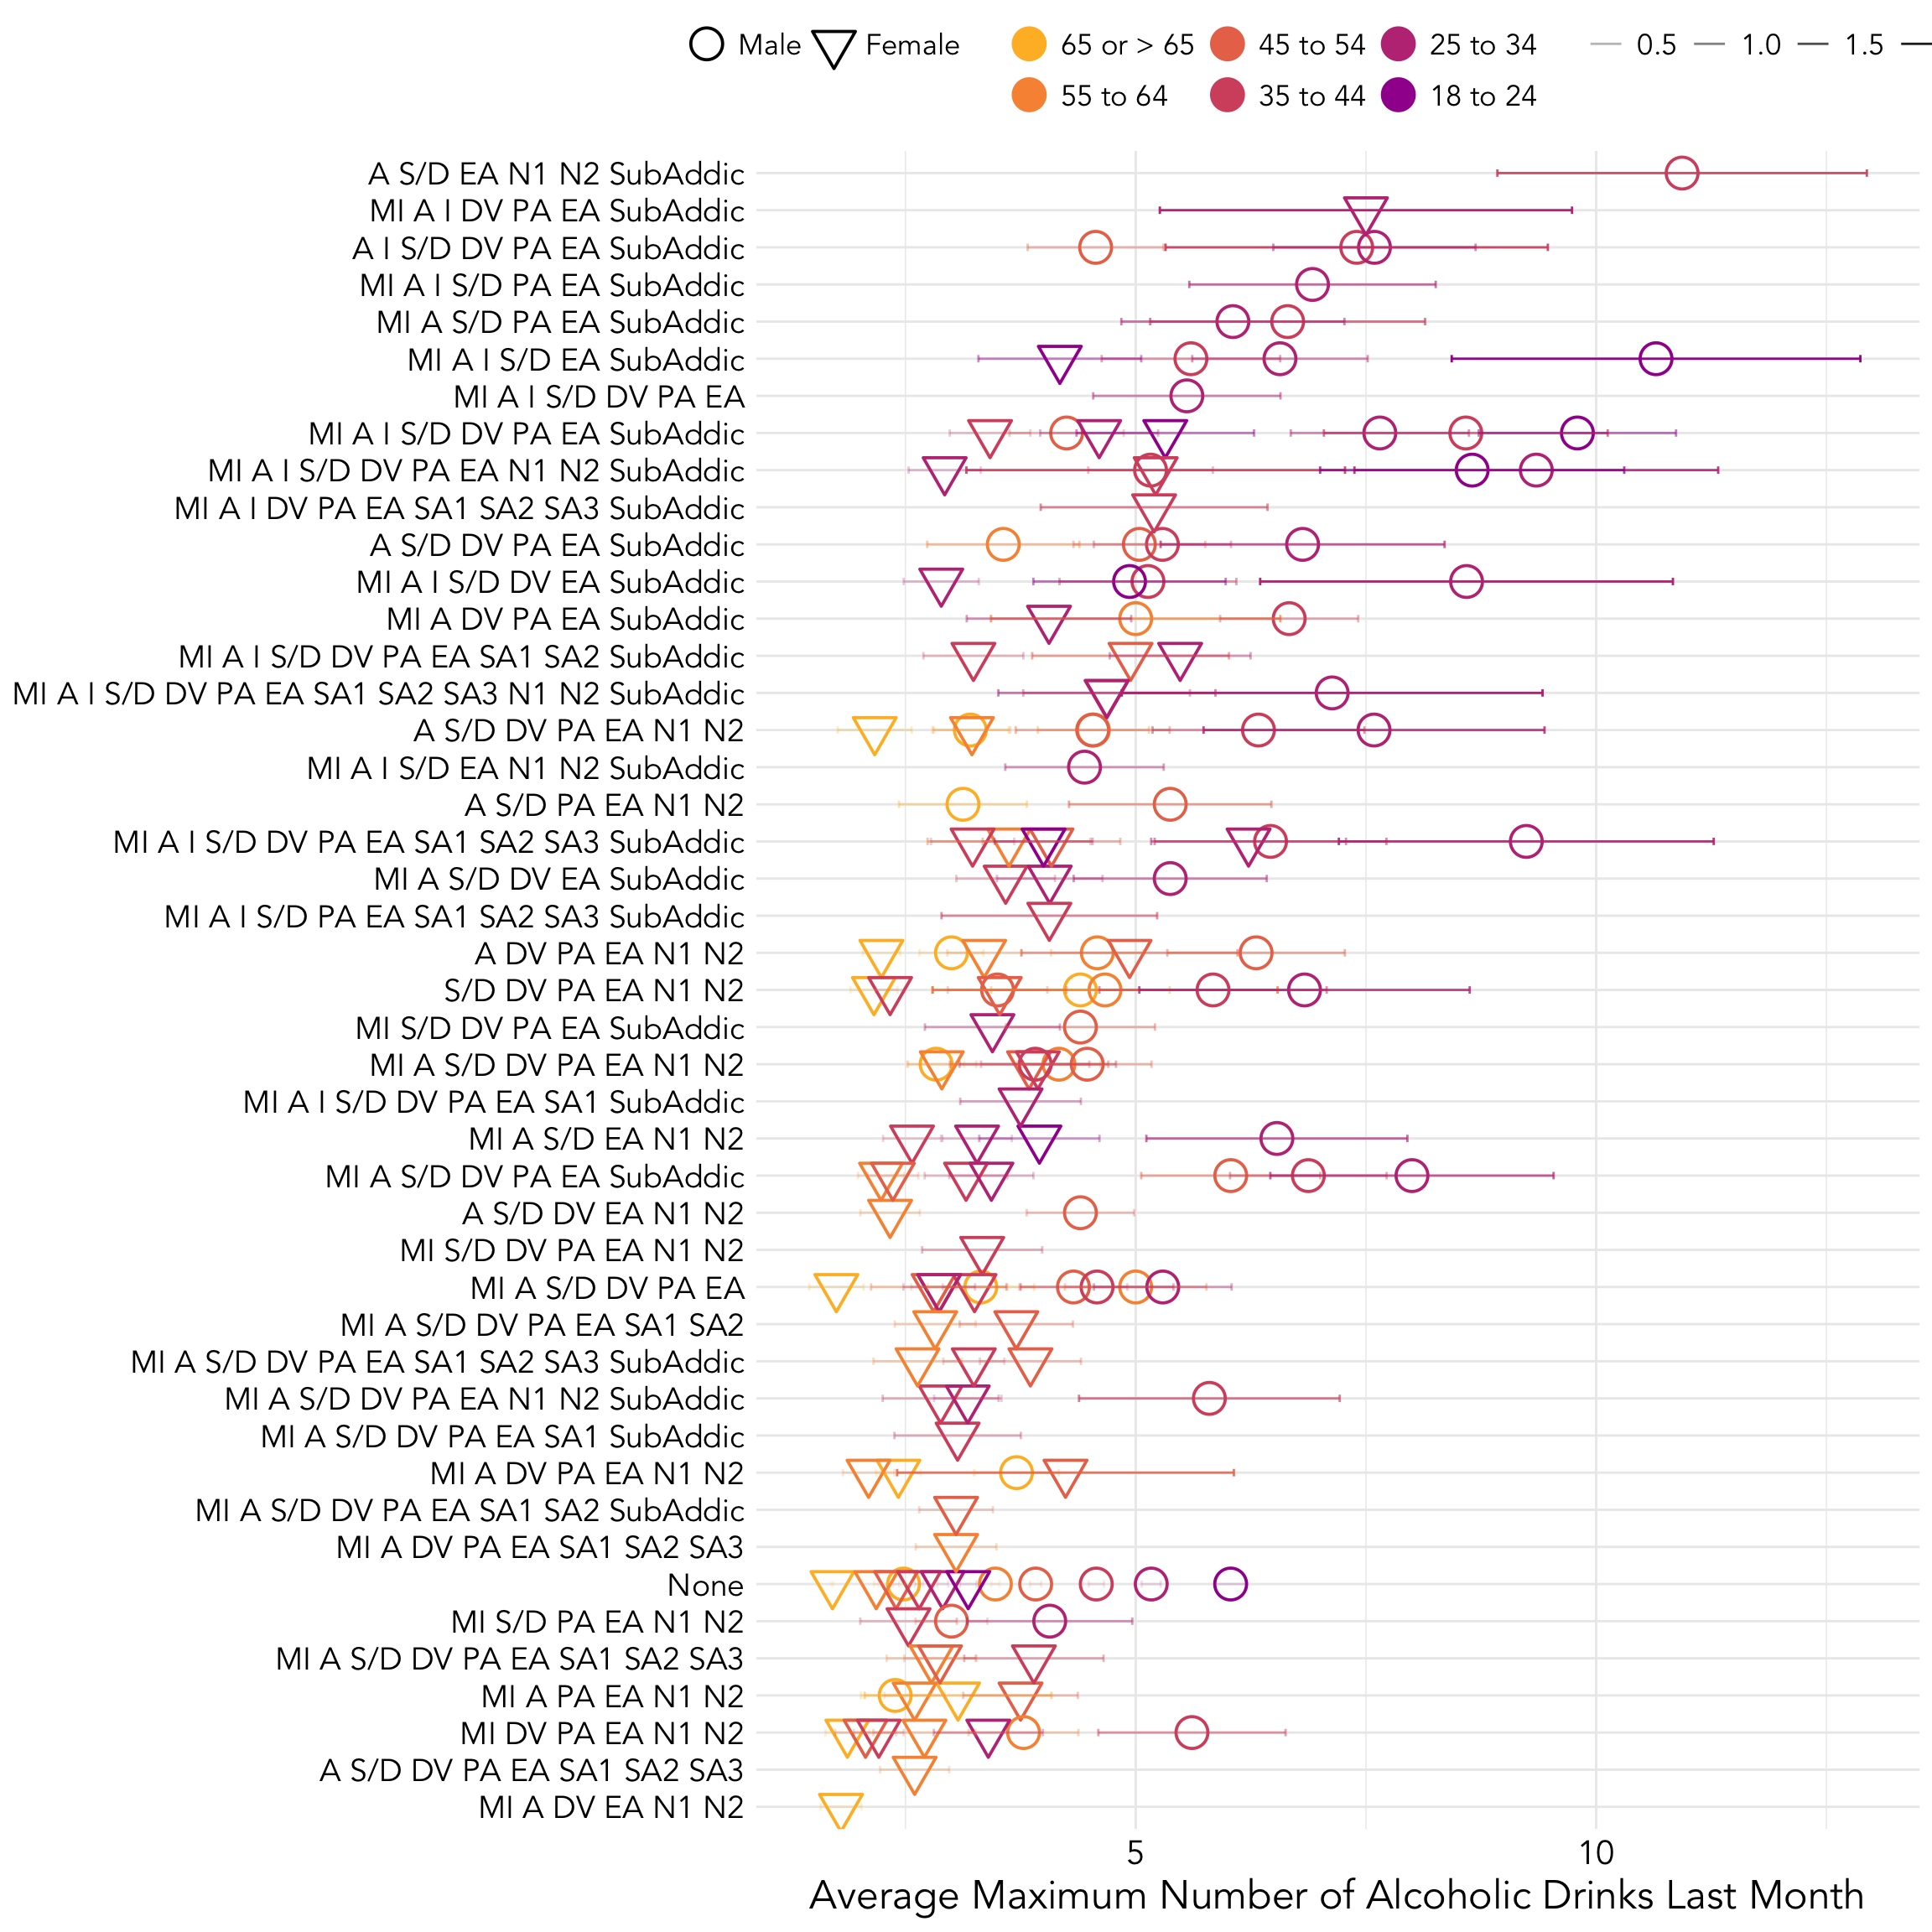 Male Female 65 or > 65 45 to 54 25 to 34 0.5 1.0 1.5
55 to 64 35 to 44 18 to 24
A S/D EA N1 N2 SubAddic
MI A I DV PA EA SubAddic
A I S/D DV PA EA SubAddic
MI A I S/D PA EA SubAddic
MI A S/D PA EA SubAddic
MI A I S/D EA SubAddic
MI A I S/D DV PA EA
MI A I S/D DV PA EA SubAddic
MI A I S/D DV PA EA N1 N2 SubAddic
MI A I DV PA EA SA1 SA2 SA3 SubAddic
A S/D DV PA EA SubAddic
MI A I S/D DV EA SubAddic
MI A DV PA EA SubAddic
MI A I S/D DV PA EA SA1 SA2 SubAddic
MI A I S/D DV PA EA SA1 SA2 SA3 N1 N2 SubAddic
A S/D DV PA EA N1 N2
MI A I S/D EA N1 N2 SubAddic
A S/D PA EA N1 N2
MI A I S/D DV PA EA SA1 SA2 SA3 SubAddic
MI A S/D DV EA SubAddic
MI A I S/D PA EA SA1 SA2 SA3 SubAddic
A DV PA EA N1 N2
S/D DV PA EA N1 N2
MI S/D DV PA EA SubAddic
MI A S/D DV PA EA N1 N2
MI A I S/D DV PA EA SA1 SubAddic
MI A S/D EA N1 N2
MI A S/D DV PA EA SubAddic
A S/D DV EA N1 N2
MI S/D DV PA EA N1 N2
MI A S/D DV PA EA
MI A S/D DV PA EA SA1 SA2
MI A S/D DV PA EA SA1 SA2 SA3 SubAddic
MI A S/D DV PA EA N1 N2 SubAddic
MI A S/D DV PA EA SA1 SubAddic
MI A DV PA EA N1 N2
MI A S/D DV PA EA SA1 SA2 SubAddic
MI A DV PA EA SA1 SA2 SA3
None
MI S/D PA EA N1 N2
MI A S/D DV PA EA SA1 SA2 SA3
MI A PA EA N1 N2
MI DV PA EA N1 N2
A S/D DV PA EA SA1 SA2 SA3
MI A DV EA N1 N2
5 10
Average Maximum Number of Alcoholic Drinks Last Month